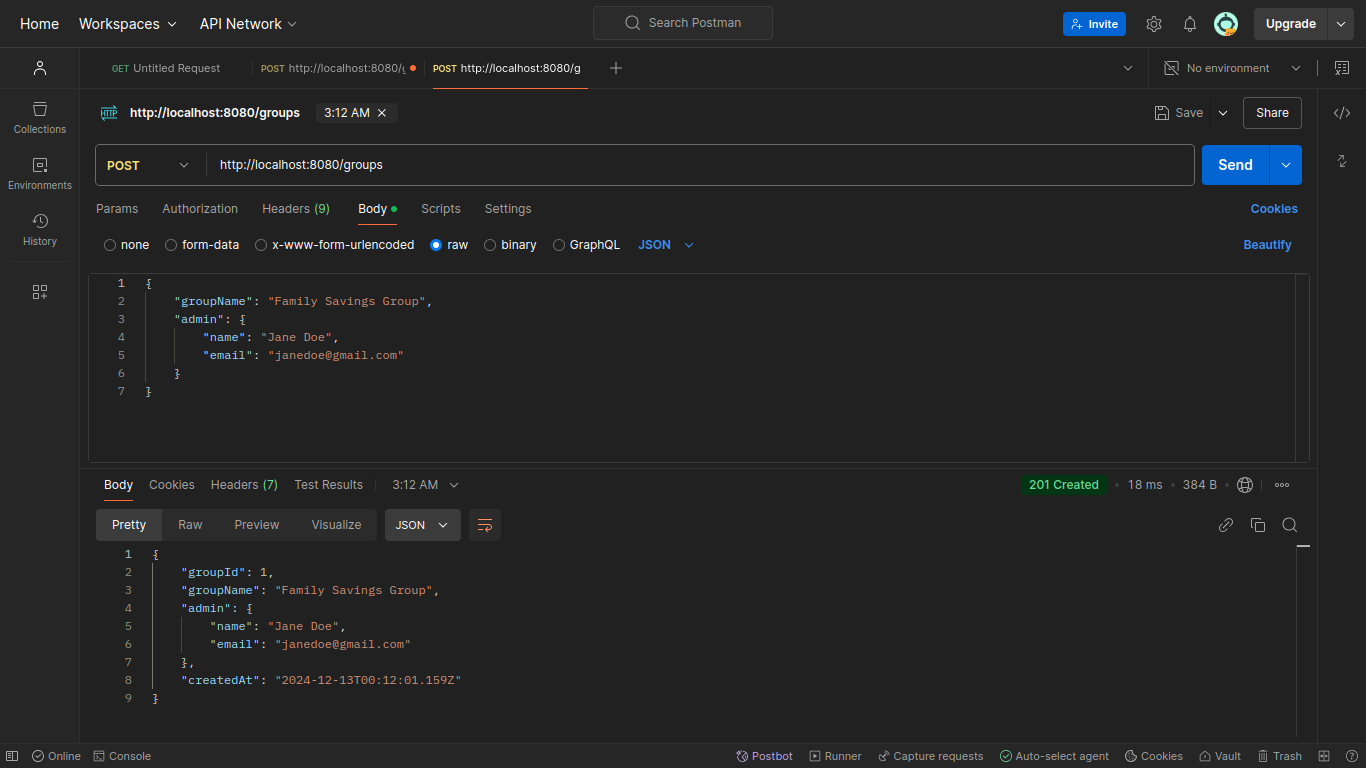 Home Workspaces API Network Search Postman Invite Upgrade
GET Untitled Request POST http://localhost:8080/g POST http://localhost:8080/g No environment
HTTP http://localhost:8080/groups 3:12 AM Save Share
Collections
POST http://localhost:8080/groups Send
Environments
Params Authorization Headers (9) Body Scripts Settings Cookies
History
none form-data x-www-form-urlencoded raw binary GraphQL JSON Beautify
1 {
2 "groupName": "Family Savings Group",
3 "admin": {
4 "name": "Jane Doe",
5 "email": "janedoe@gmail.com"
6 }
7 }
Body Cookies Headers (7) Test Results 3:12 AM 201 Created 18 ms 384 B
Pretty Raw Preview Visualize JSON
1 {
2 "groupId": 1,
3 "groupName": "Family Savings Group",
4 "admin": {
5 "name": "Jane Doe",
6 "email": "janedoe@gmail.com"
7 },
8 "createdAt": "2024-12-13T00:12:01.159Z"
9 }
Online Console Postbot Runner Capture requests Auto-select agent Cookies Vault Trash